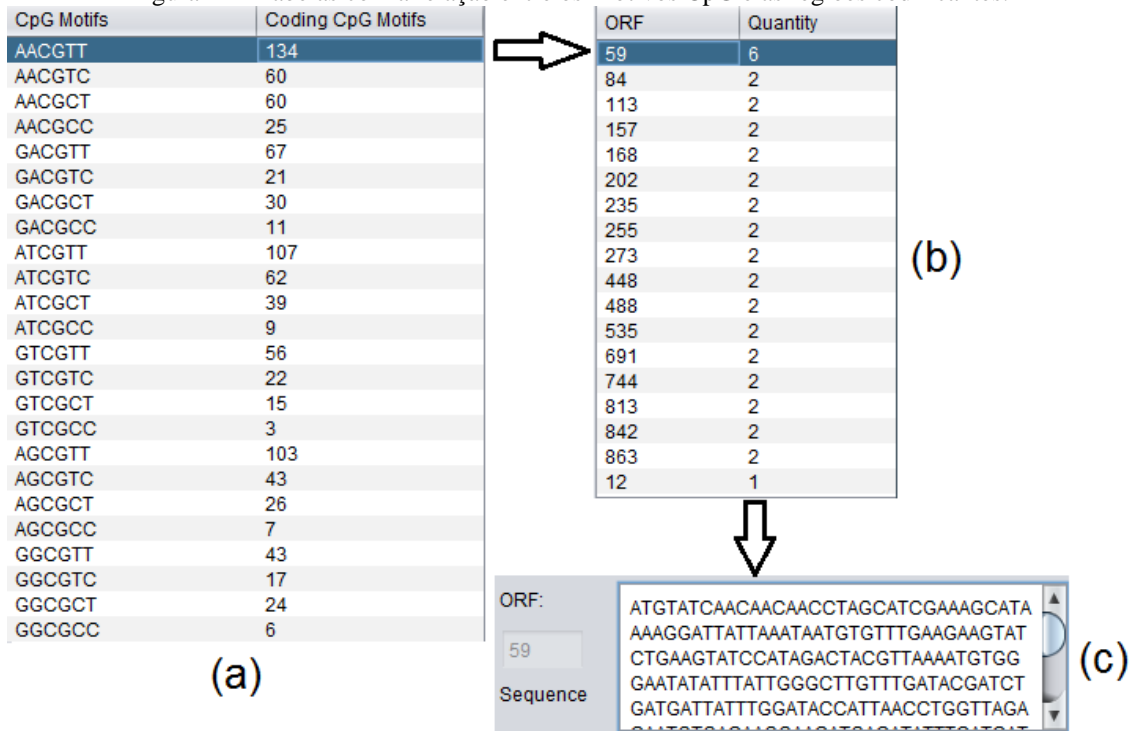 CpG Motifs Coding CpG Motifs
AACGTT 134
AACGTC 60
AACGCT 60
AACGCC 25
GACGTT 67
GACGTC 21
GACGCT 30
GACGCC 11
ATCGTT 107
ATCGTC 62
ATCGCT 39
ATCGCC 9
GTCGTT 56
GTCGTC 22
GTCGCT 15
GTCGCC 3
AGCGTT 103
AGCGTC 43
AGCGCT 26
AGCGCC 7
GGCGTT 43
GGCGTC 17
GGCGCT 24
GGCGCC 6
(a)
ORF Quantity
59 6
84 2
113 2
157 2
168 2
202 2
235 2
255 2
273 2
448 2
488 2
535 2
691 2
744 2
813 2
842 2
863 2
12 1
(b)
ORF:
59
Sequence
ATGTATCAACAACAACCTAGCATCGAAAGCATA
AAAGGATTATTAAATAATGTGTTTGAAGAAGTAT
CTGAAGTATCCATAGACTACGTTAAAATGTGG
GAATATATTTATTGGGCTTGTTTGATACGATCT
GATGATTATTTGGATACCATTAACCTGGTTAGA
(c)